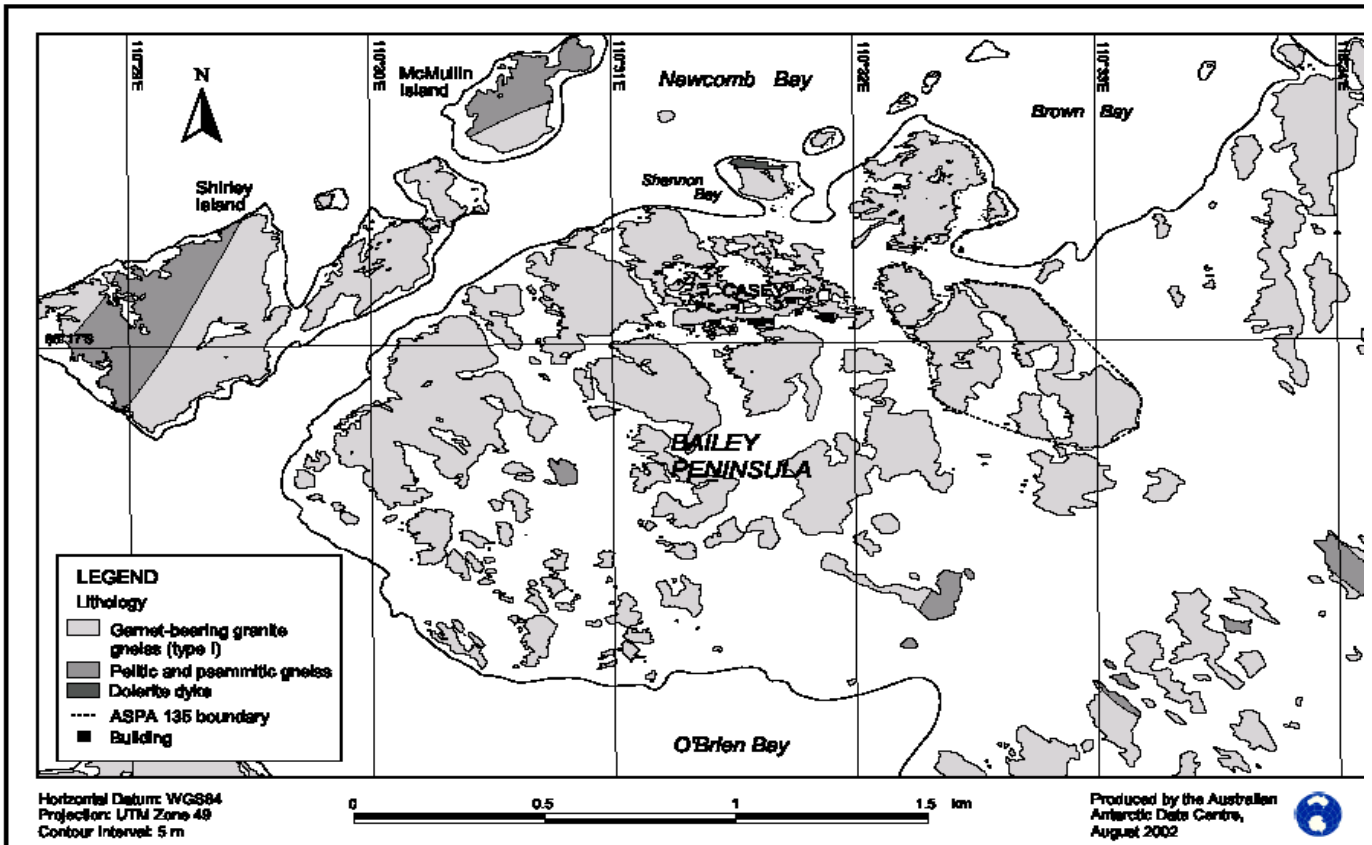 110°29'E
110°30'E
110°31'E
110°32'E
110°33'E
110°34'E
N
McMullin
Island
Newcomb Bay
Brown Bay
Shirley
Island
Shannon
Bay
CASEY
66°17'S
BAILEY
PENINSULA
O'Brien Bay
LEGEND
Lithology
Garnet-bearing granite
gneiss (type I)
Pelitic and psammitic gneiss
Dolerite dyke
ASPA 135 boundary
Building
Horizontal Datum: WGS84
Projection: UTM Zone 49
Contour Interval: 5 m
0 0.5 1 1.5 km
Produced by the Australian
Antarctic Data Centre,
August 2002